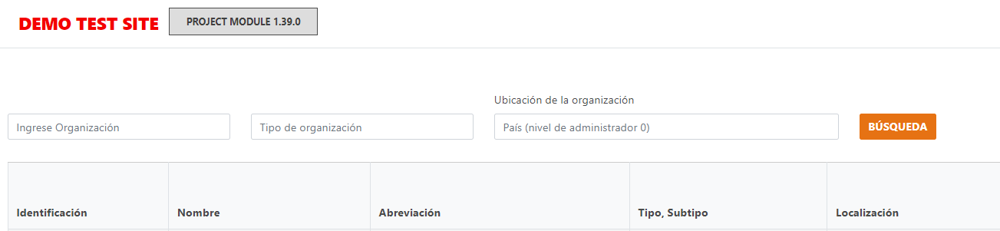 DEMO TEST SITE PROJECT MODULE 1.39.0
Ubicación de la organización
Ingrese Organización Tipo de organización País (nivel de administrador 0) BÚSQUEDA
Identificación Nombre Abreviación Tipo, Subtipo Localización